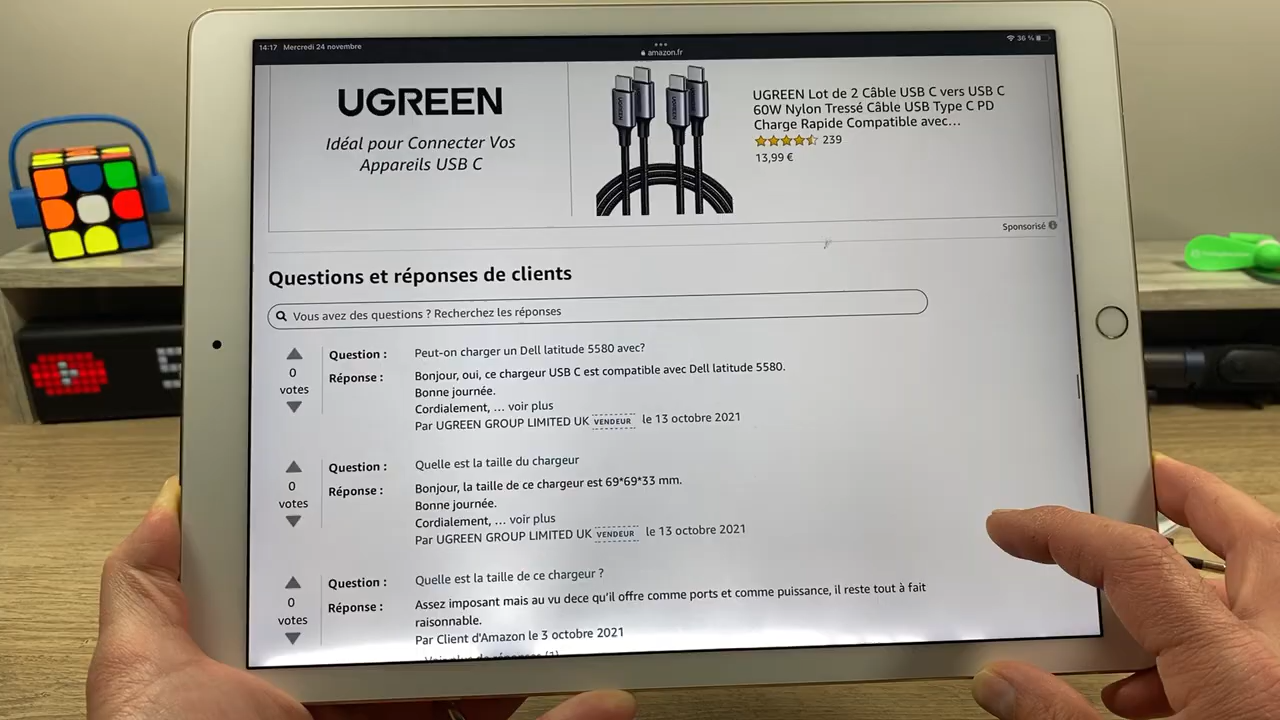 14:17 Mercredi 24 novembre
amazon.fr
36 %
UGREEN
Idéal pour Connecter Vos
Appareils USB C
UGREEN
UGREEN
UGREEN Lot de 2 Câble USB C vers USB C
60W Nylon Tressé Câble USB Type C PD
Charge Rapide Compatible avec…
239
13,99 €
Sponsorisé
Questions et réponses de clients
Vous avez des questions ? Recherchez les réponses
0
votes
Question :
Peut-on charger un Dell latitude 5580 avec?
Réponse :
Bonjour, oui, ce chargeur USB C est compatible avec Dell latitude 5580.
Bonne journée.
Cordialement, … voir plus
Par UGREEN GROUP LIMITED UK VENDEUR le 13 octobre 2021
0
votes
Question :
Quelle est la taille du chargeur
Réponse :
Bonjour, la taille de ce chargeur est 69*69*33 mm.
Bonne journée.
Cordialement, … voir plus
Par UGREEN GROUP LIMITED UK VENDEUR le 13 octobre 2021
0
votes
Question :
Quelle est la taille de ce chargeur ?
Réponse :
Assez imposant mais au vu dece qu'il offre comme ports et comme puissance, il reste tout à fait
raisonnable.
Par Client d'Amazon le 3 octobre 2021
Voir plus de réponses (1)